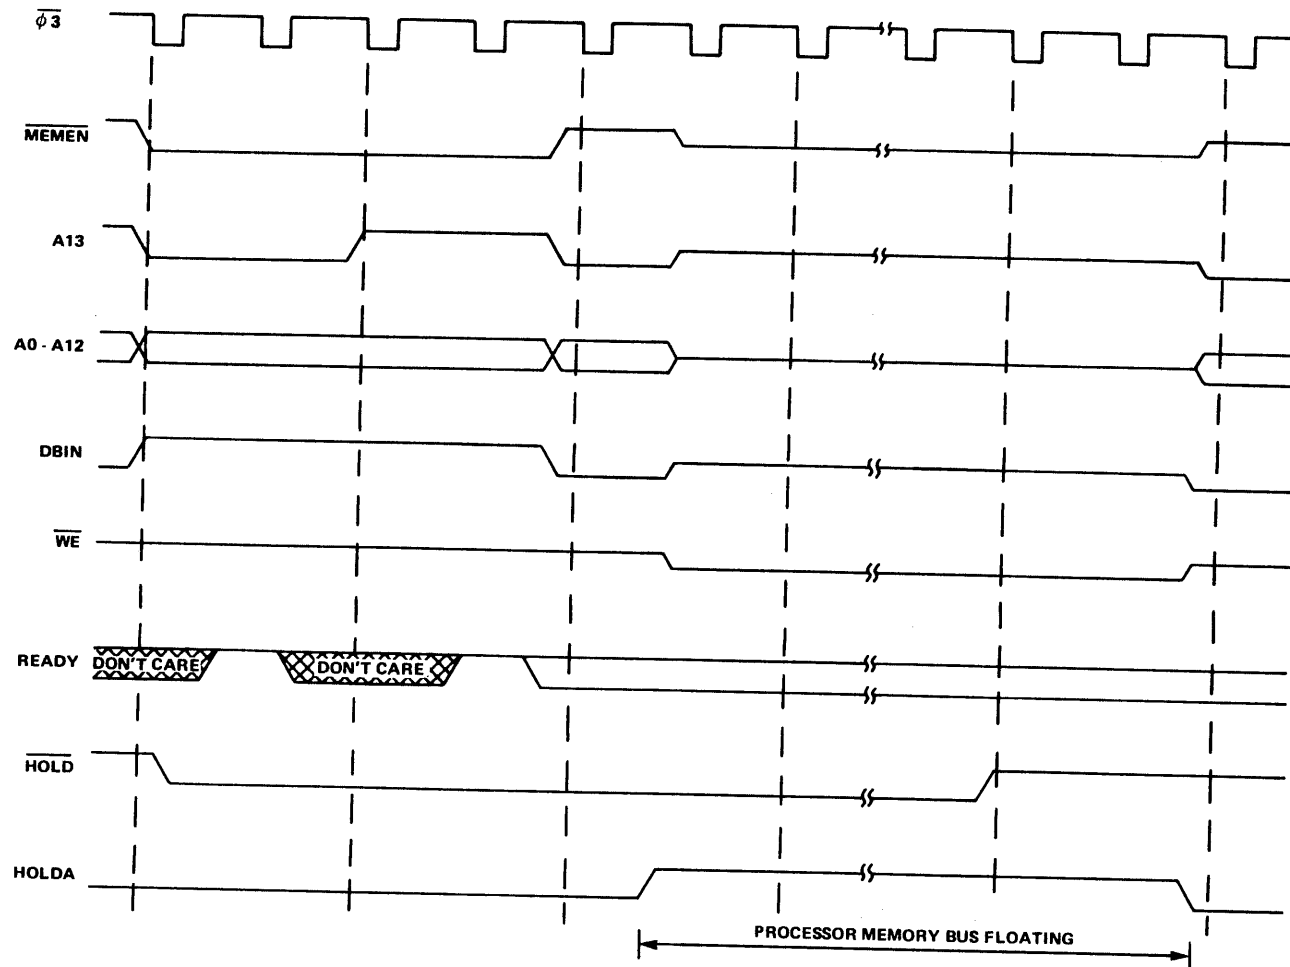 φ3
MEMEN
A13
A0 - A12
DBIN
WE
READY DON'T CARE DON'T CARE
HOLD
HOLDA
PROCESSOR MEMORY BUS FLOATING